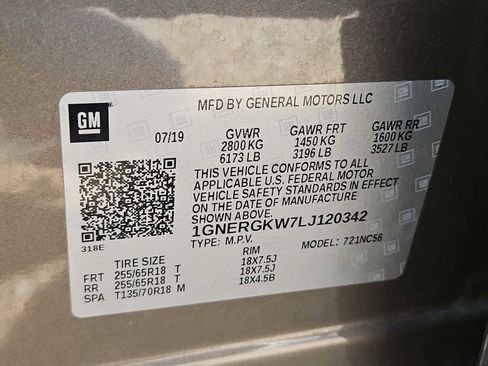 GM
MFD BY GENERAL MOTORS LLC
07/19 GVWR GAWR FRT GAWR RR
2800 KG 1450 KG 1600 KG
6173 LB 3196 LB 3527 LB
THIS VEHICLE CONFORMS TO ALL
APPLICABLE U.S. FEDERAL MOTOR
VEHICLE SAFETY STANDARDS IN EFFECT
ON THE DATE OF MANUFACTURE
SHOWN ABOVE.
1GNERGKW7LJ120342
TYPE: M.P.V. MODEL: 721NC56
318E
TIRE SIZE RIM
FRT 255/65R18 T 18X7.5J
RR 255/65R18 T 18X7.5J
SPA T135/70R18 M 18X4.5B